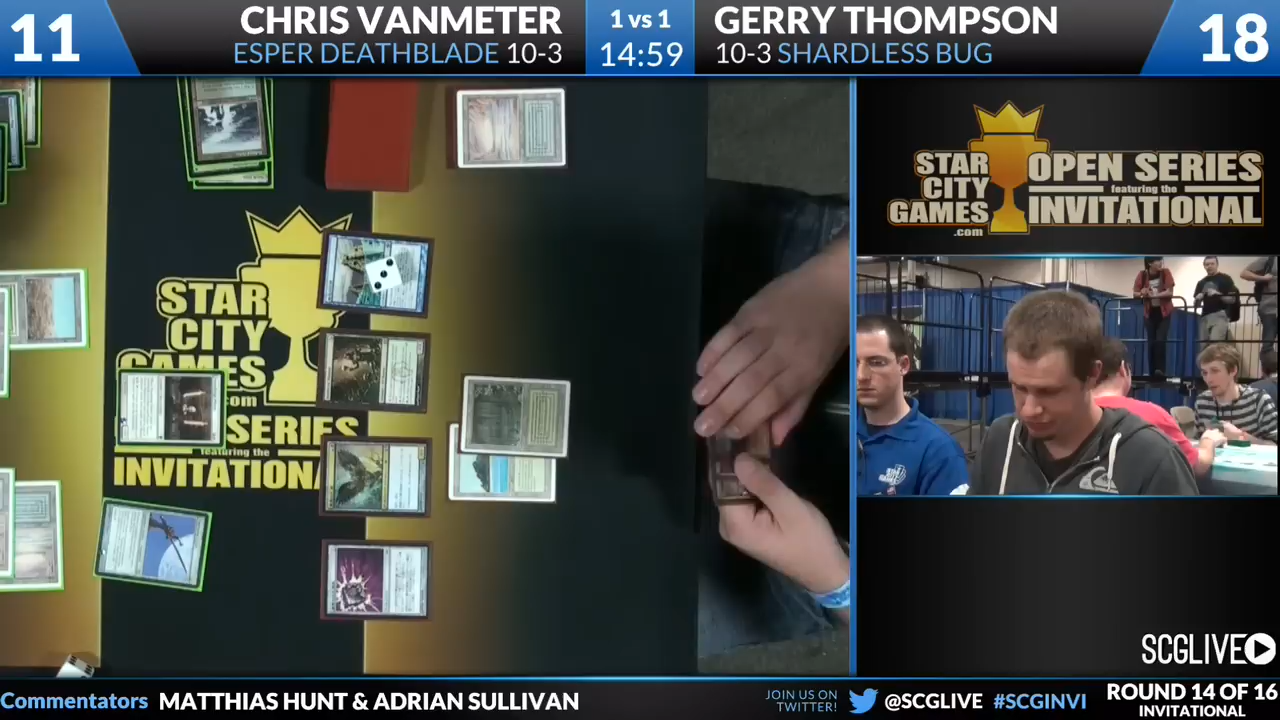 11
CHRIS VANMETER
ESPER DEATHBLADE 10-3
1 vs 1
14:59
GERRY THOMPSON
10-3 SHARDLESS BUG
18
STAR
CITY
GAMES
.com
OPEN SERIES
featuring the
INVITATIONAL
STAR
CITY
GAMES
.com
SERIES
featuring the
INVITATIONA
SCGLIVE
Commentators MATTHIAS HUNT & ADRIAN SULLIVAN
JOIN US ON
TWITTER!
@SCGLIVE #SCGINVI
ROUND 14 OF 16
INVITATIONAL